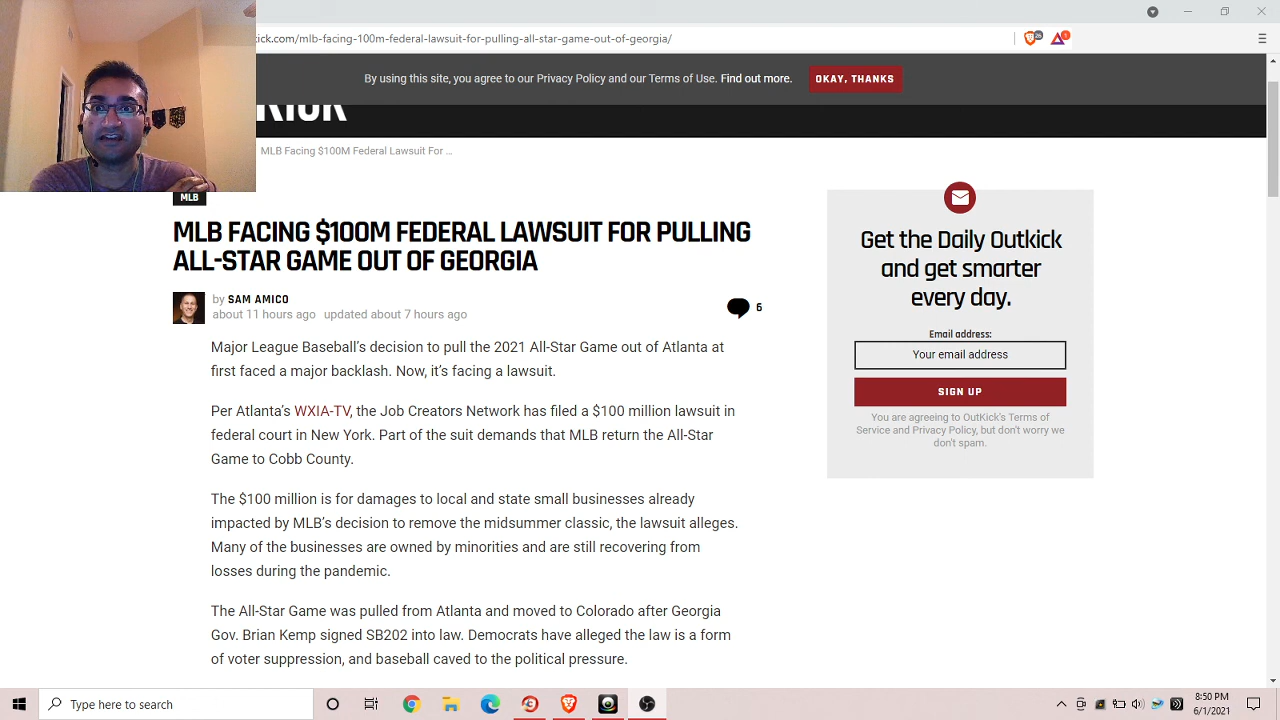 ick.com/mlb-facing-100m-federal-lawsuit-for-pulling-all-star-game-out-of-georgia/
By using this site, you agree to our Privacy Policy and our Terms of Use. Find out more.
OKAY, THANKS
MLB Facing $100M Federal Lawsuit For ...
MLB
MLB FACING $100M FEDERAL LAWSUIT FOR PULLING
ALL-STAR GAME OUT OF GEORGIA
by SAM AMICO
about 11 hours ago updated about 7 hours ago
6
Major League Baseball's decision to pull the 2021 All-Star Game out of Atlanta at
first faced a major backlash. Now, it's facing a lawsuit.
Per Atlanta's WXIA-TV, the Job Creators Network has filed a $100 million lawsuit in
federal court in New York. Part of the suit demands that MLB return the All-Star
Game to Cobb County.
The $100 million is for damages to local and state small businesses already
impacted by MLB's decision to remove the midsummer classic, the lawsuit alleges.
Many of the businesses are owned by minorities and are still recovering from
losses during the pandemic.
The All-Star Game was pulled from Atlanta and moved to Colorado after Georgia
Gov. Brian Kemp signed SB202 into law. Democrats have alleged the law is a form
of voter suppression, and baseball caved to the political pressure.
Get the Daily Outkick
and get smarter
every day.
Email address:
Your email address
SIGN UP
You are agreeing to OutKick's Terms of
Service and Privacy Policy, but don't worry we
don't spam.
Type here to search
8:50 PM
6/1/2021